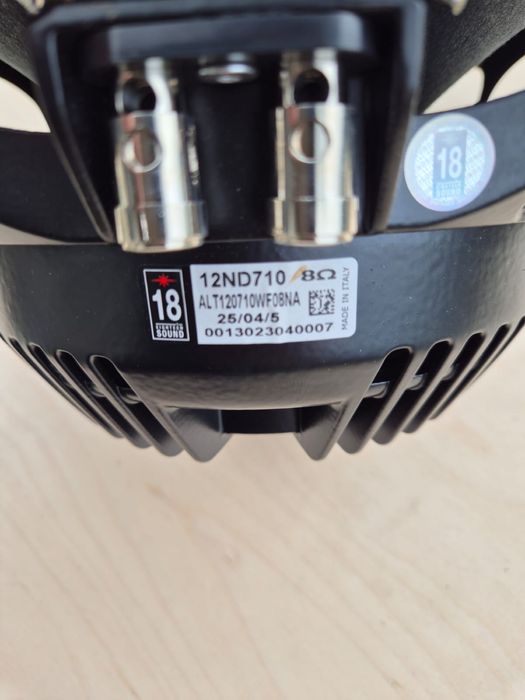 18
EIGHTEEN SOUND
18
EIGHTEEN
SOUND
12ND710 8Ω
ALT120710WF08NA
25/04/5
0013023040007
MADE IN ITALY